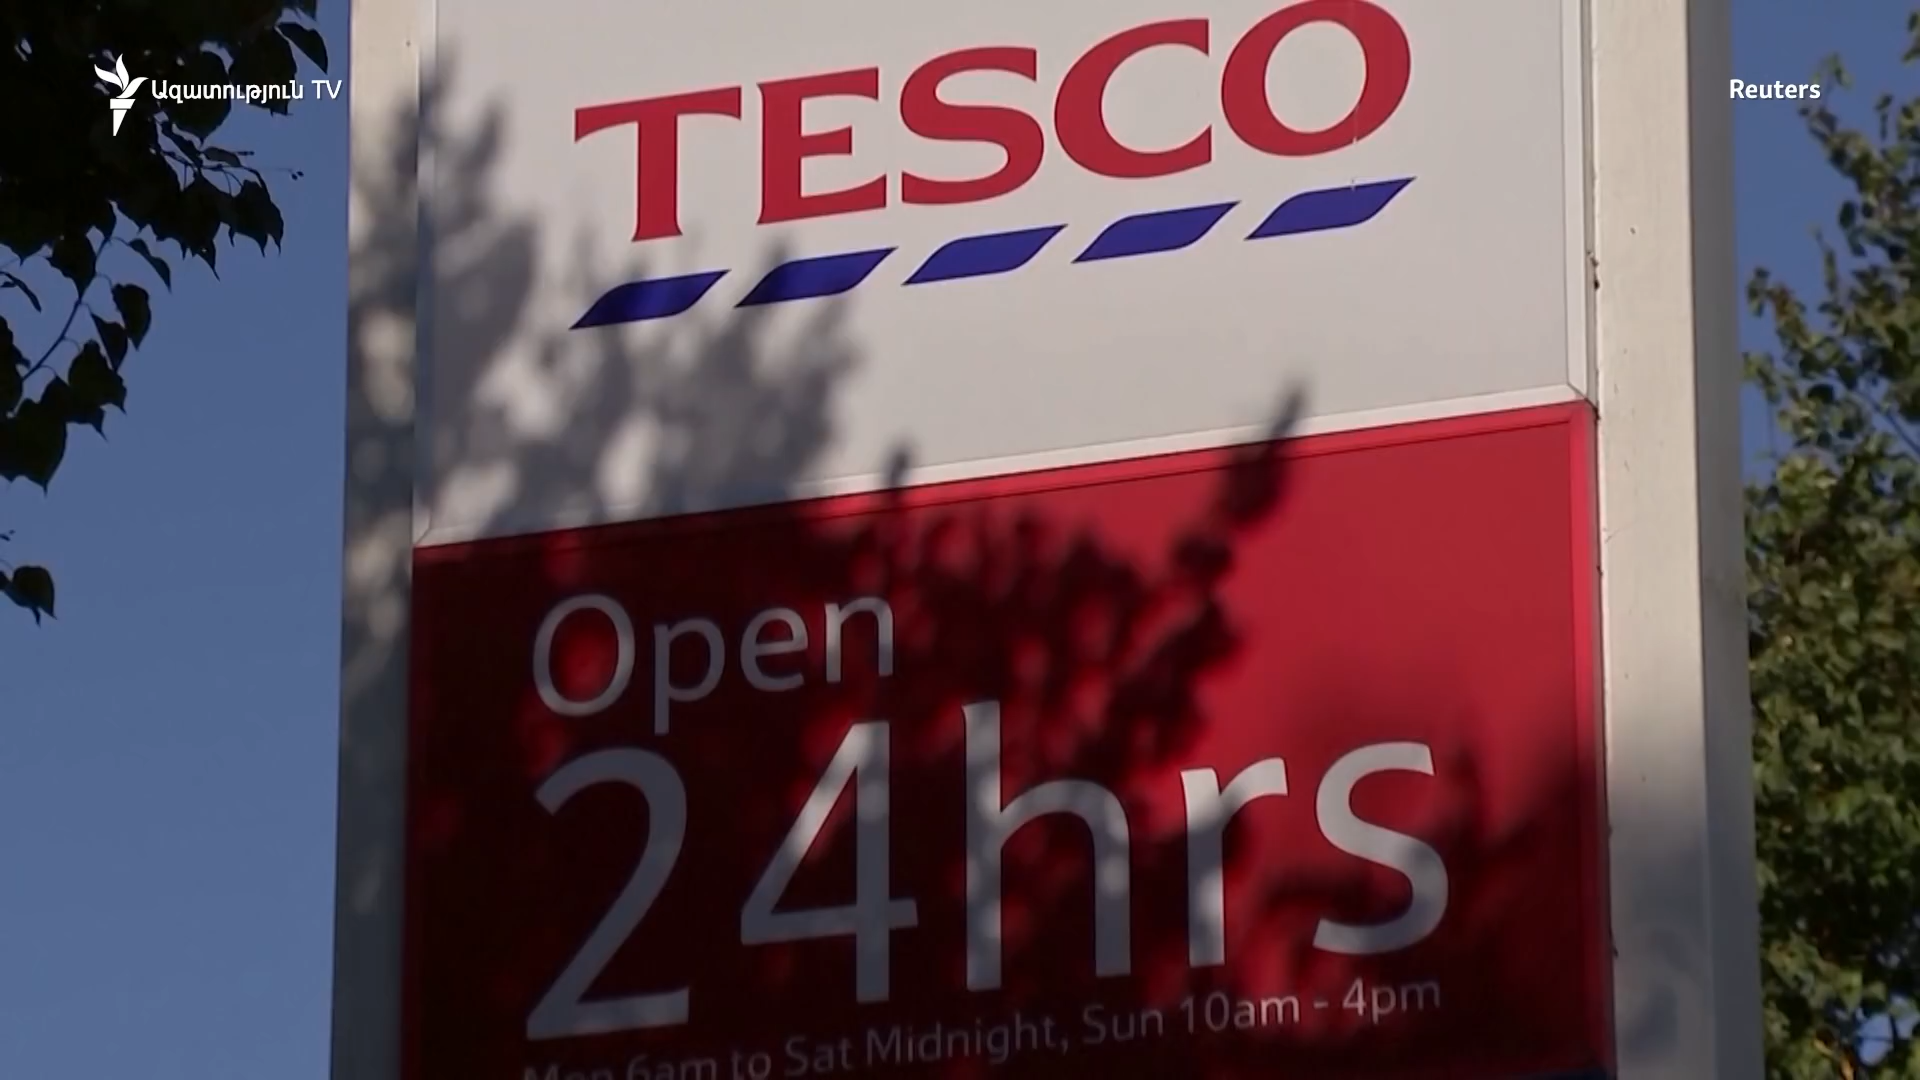 Ազատություն TV
Reuters
TESCO
Open
24hrs
Mon 6am to Sat Midnight, Sun 10am - 4pm